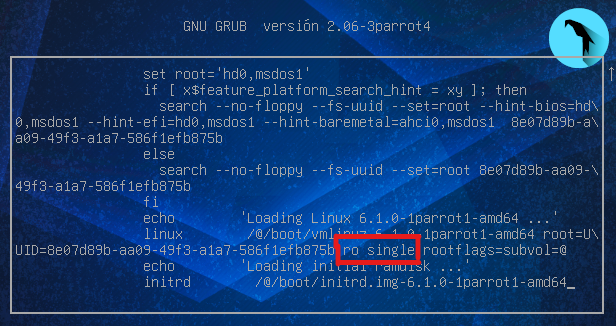 GNU GRUB versión 2.06-3parrot4
set root='hd0,msdos1'
if [ x$feature_platform_search_hint = xy ]; then
search --no-floppy --fs-uuid --set=root --hint-bios=hd\
0,msdos1 --hint-efi=hd0,msdos1 --hint-baremetal=ahci0,msdos1 8e07d89b-a\
a09-49f3-a1a7-586f1efb875b
else
search --no-floppy --fs-uuid --set=root 8e07d89b-aa09-\
49f3-a1a7-586f1efb875b
fi
echo 'Loading Linux 6.1.0-1parrot1-amd64 ...'
linux /@/boot/vmlinuz-6.1.0-1parrot1-amd64 root=U\
UID=8e07d89b-aa09-49f3-a1a7-586f1efb875b ro single rootflags=subvol=@
echo 'Loading initial ramdisk ...'
initrd /@/boot/initrd.img-6.1.0-1parrot1-amd64_